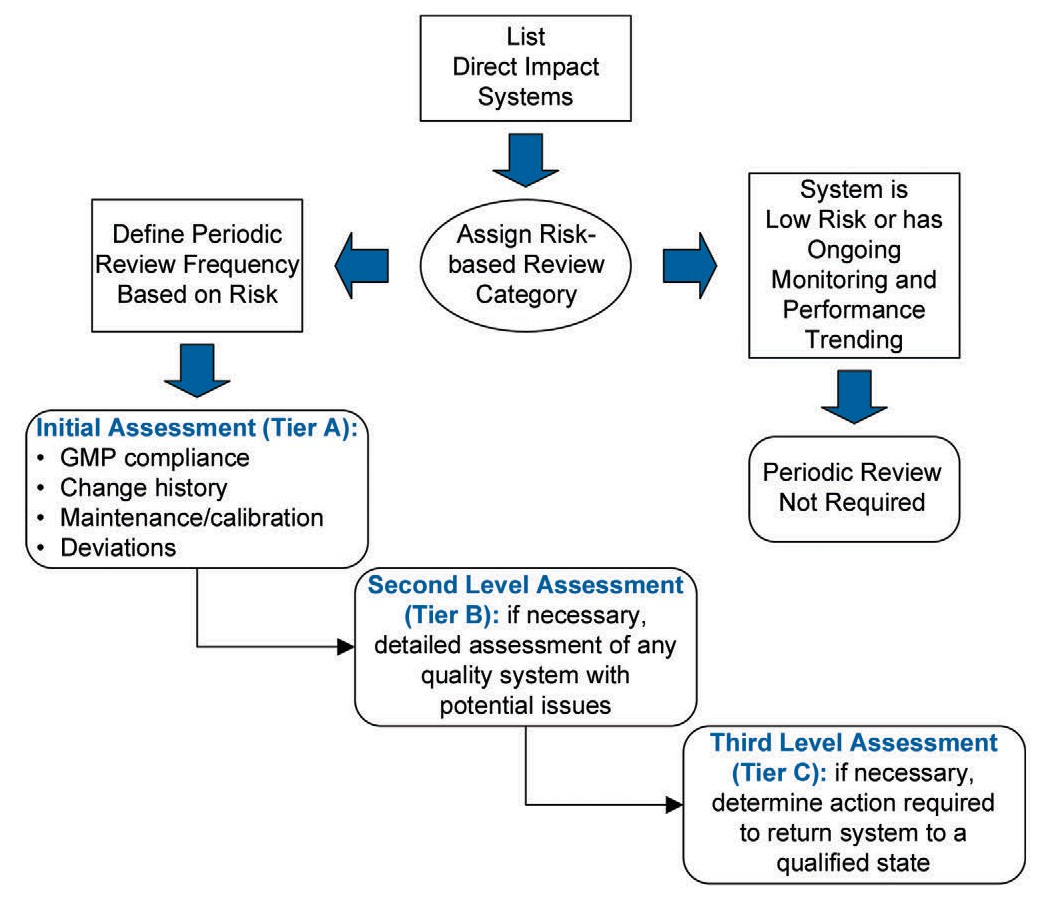 List
Direct Impact
Systems
Define Periodic
Review Frequency
Based on Risk
Assign Risk-
based Review
Category
System is
Low Risk or has
Ongoing
Monitoring and
Performance
Trending
Initial Assessment (Tier A):
• GMP compliance
• Change history
• Maintenance/calibration
• Deviations
Periodic Review
Not Required
Second Level Assessment
(Tier B): if necessary,
detailed assessment of any
quality system with
potential issues
Third Level Assessment
(Tier C): if necessary,
determine action required
to return system to a
qualified state